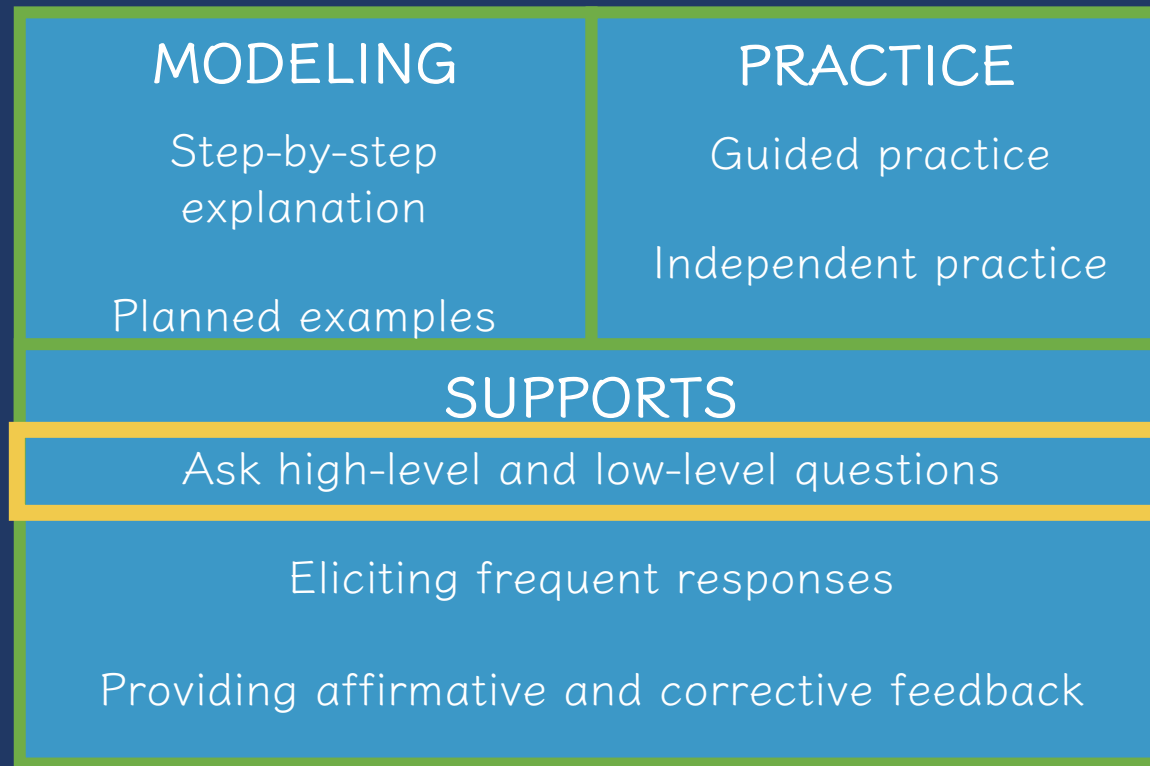 MODELING
Step-by-step
explanation
Planned examples
PRACTICE
Guided practice
Independent practice
SUPPORTS
Ask high-level and low-level questions
Eliciting frequent responses
Providing affirmative and corrective feedback